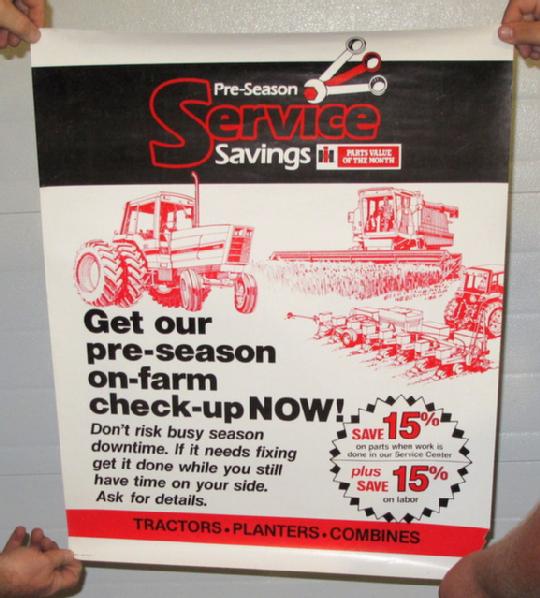 Pre-Season
Service
Savings
IH PARTS VALUE
OF THE MONTH
Get our
pre-season
on-farm
check-up NOW!
Don't risk busy season
downtime. If it needs fixing
get it done while you still
have time on your side.
Ask for details.
SAVE 15%
on parts when work is
done in our Service Center
plus
SAVE 15%
on labor
TRACTORS•PLANTERS•COMBINES